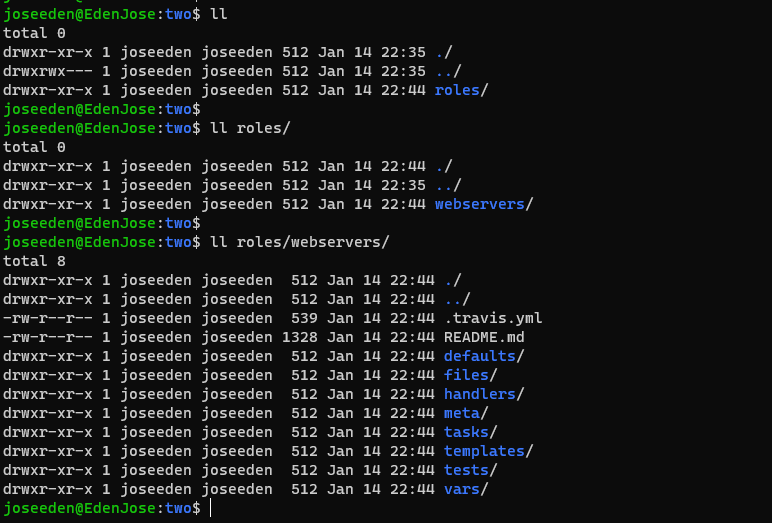 joseeden@EdenJose:two$ ll
total 0
drwxr-xr-x 1 joseeden joseeden 512 Jan 14 22:35 ./
drwxrwx--- 1 joseeden joseeden 512 Jan 14 22:35 ../
drwxr-xr-x 1 joseeden joseeden 512 Jan 14 22:44 roles/
joseeden@EdenJose:two$
joseeden@EdenJose:two$ ll roles/
total 0
drwxr-xr-x 1 joseeden joseeden 512 Jan 14 22:44 ./
drwxr-xr-x 1 joseeden joseeden 512 Jan 14 22:35 ../
drwxr-xr-x 1 joseeden joseeden 512 Jan 14 22:44 webservers/
joseeden@EdenJose:two$
joseeden@EdenJose:two$ ll roles/webservers/
total 8
drwxr-xr-x 1 joseeden joseeden  512 Jan 14 22:44 ./
drwxr-xr-x 1 joseeden joseeden  512 Jan 14 22:44 ../
-rw-r--r-- 1 joseeden joseeden  539 Jan 14 22:44 .travis.yml
-rw-r--r-- 1 joseeden joseeden 1328 Jan 14 22:44 README.md
drwxr-xr-x 1 joseeden joseeden  512 Jan 14 22:44 defaults/
drwxr-xr-x 1 joseeden joseeden  512 Jan 14 22:44 files/
drwxr-xr-x 1 joseeden joseeden  512 Jan 14 22:44 handlers/
drwxr-xr-x 1 joseeden joseeden  512 Jan 14 22:44 meta/
drwxr-xr-x 1 joseeden joseeden  512 Jan 14 22:44 tasks/
drwxr-xr-x 1 joseeden joseeden  512 Jan 14 22:44 templates/
drwxr-xr-x 1 joseeden joseeden  512 Jan 14 22:44 tests/
drwxr-xr-x 1 joseeden joseeden  512 Jan 14 22:44 vars/
joseeden@EdenJose:two$